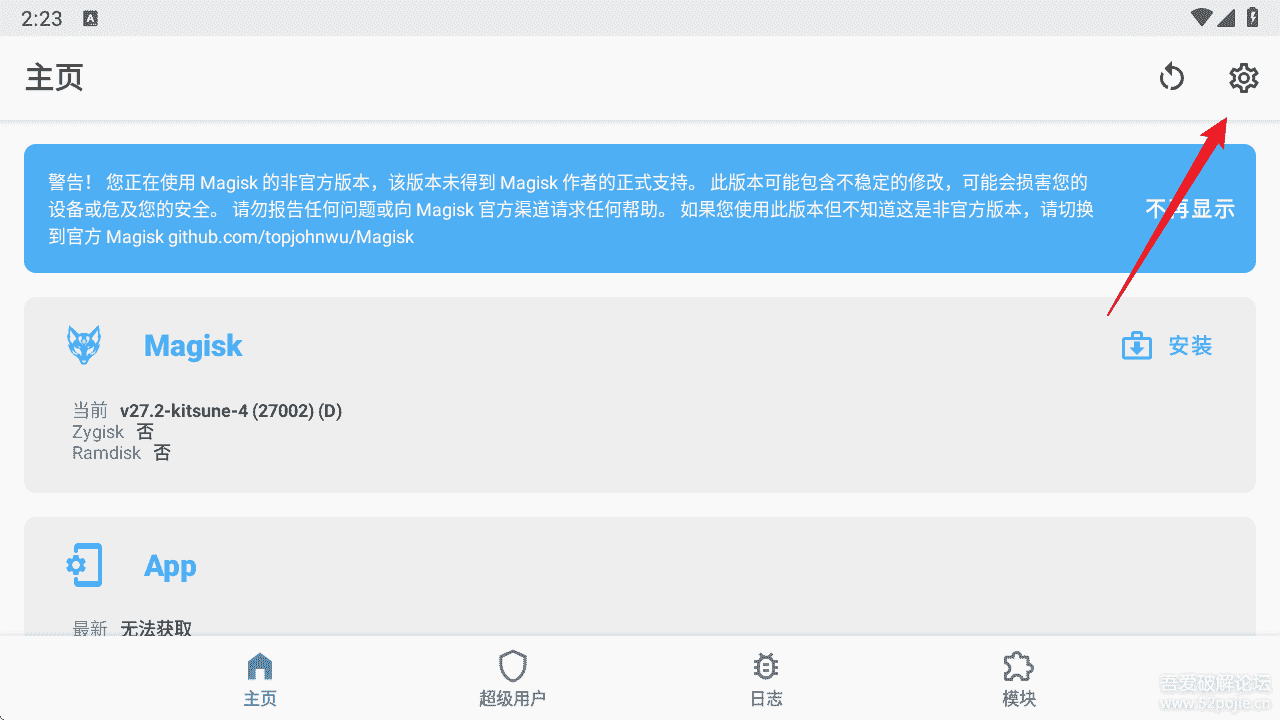 2:23 A
主页
警告！ 您正在使用 Magisk 的非官方版本，该版本未得到 Magisk 作者的正式支持。 此版本可能包含不稳定的修改，可能会损害您的
设备或危及您的安全。 请勿报告任何问题或向 Magisk 官方渠道请求任何帮助。 如果您使用此版本但不知道这是非官方版本，请切换
到官方 Magisk github.com/topjohnwu/Magisk
不再显示
Magisk
安装
当前 v27.2-kitsune-4 (27002) (D)
Zygisk 否
Ramdisk 否
App
最新 无法获取
主页 超级用户 日志 模块
吾爱破解论坛
www.52pojie.cn